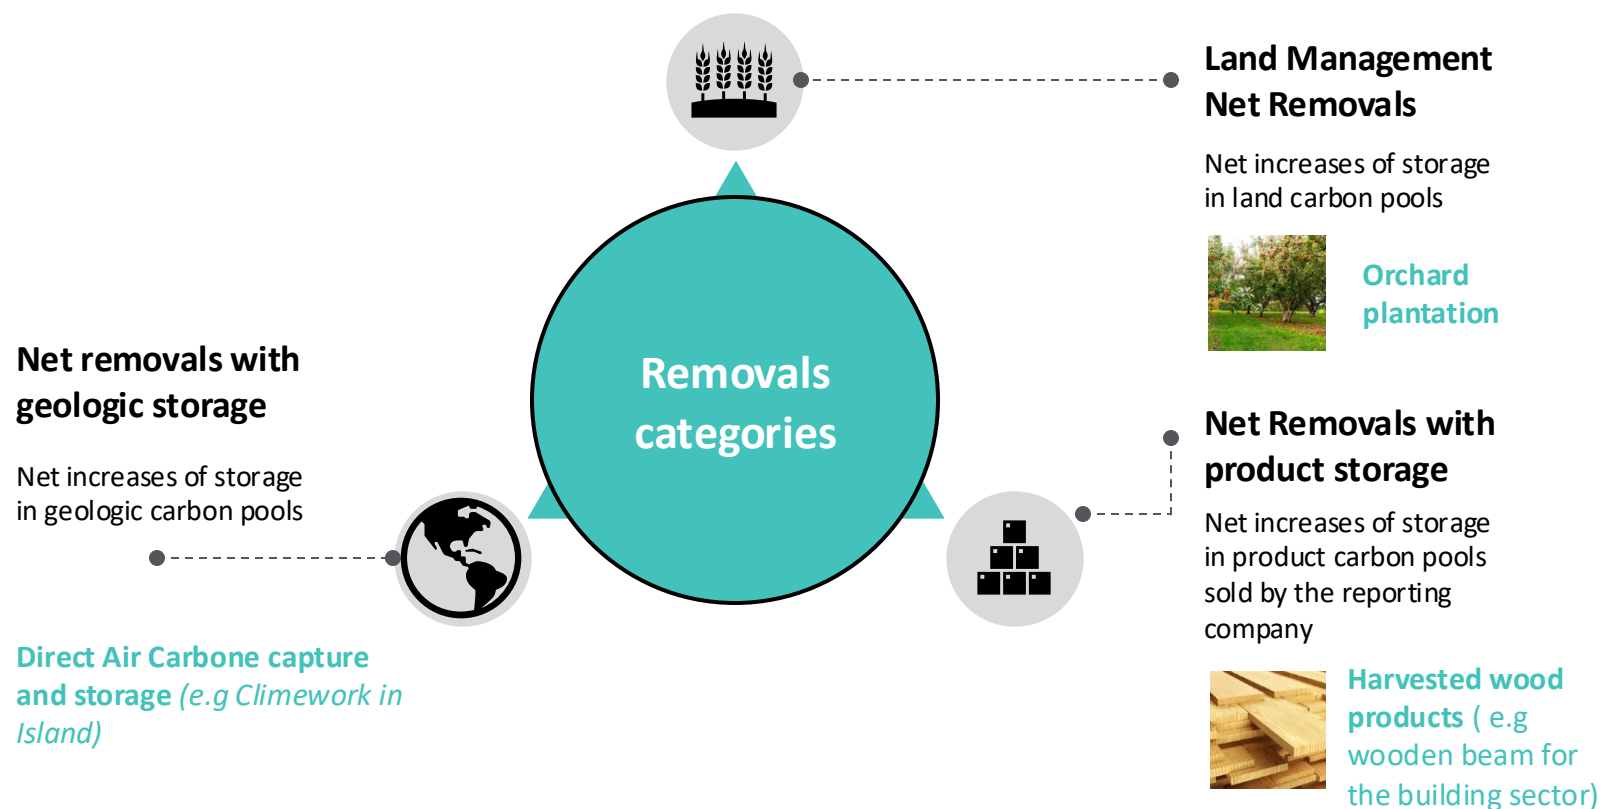 Land Management
Net Removals
Net increases of storage
in land carbon pools
Orchard
plantation
Removals
categories
Net removals with
geologic storage
Net increases of storage
in geologic carbon pools
Direct Air Carbone capture
and storage (e.g Climework in
Island)
Net Removals with
product storage
Net increases of storage
in product carbon pools
sold by the reporting
company
Harvested wood
products ( e.g
wooden beam for
the building sector)